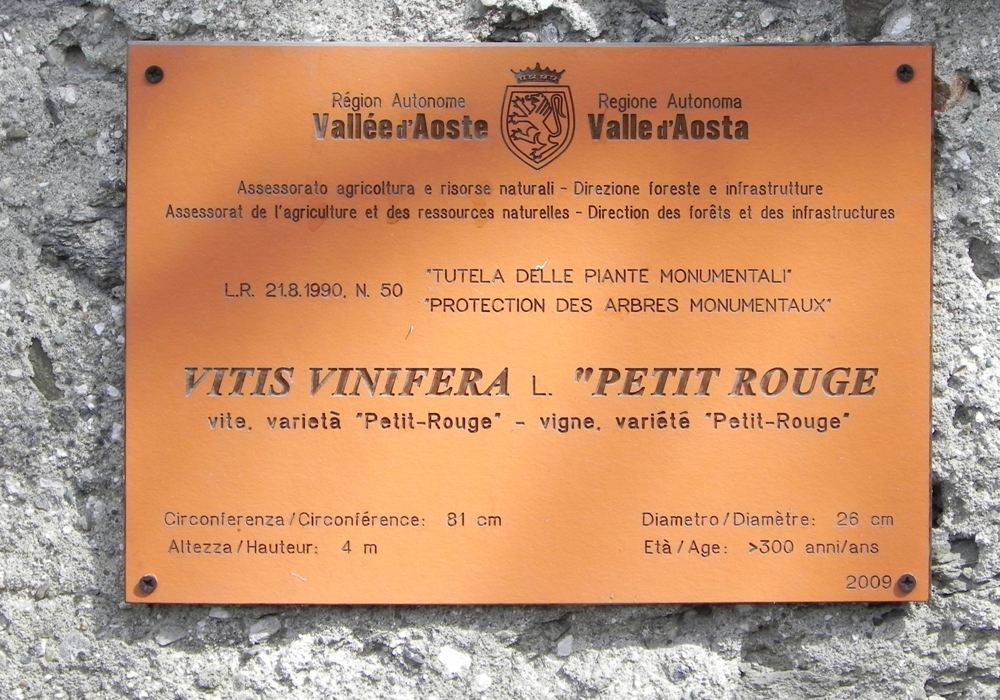 Région Autonome Regione Autonoma
Vallée d'Aoste Valle d'Aosta
Assessorato agricoltura e risorse naturali - Direzione foreste e infrastrutture
Assessorat de l'agriculture et des ressources naturelles - Direction des forêts et des infrastructures
L.R. 21.8.1990, N. 50
"TUTELA DELLE PIANTE MONUMENTALI"
"PROTECTION DES ARBRES MONUMENTAUX"
VITIS VINIFERA L. "PETIT ROUGE
vite, varietà "Petit-Rouge" - vigne, variété "Petit-Rouge"
Circonferenza/Circonférence: 81 cm Diametro/Diamètre: 26 cm
Altezza/Hauteur: 4 m Età/Age: >300 anni/ans
2009